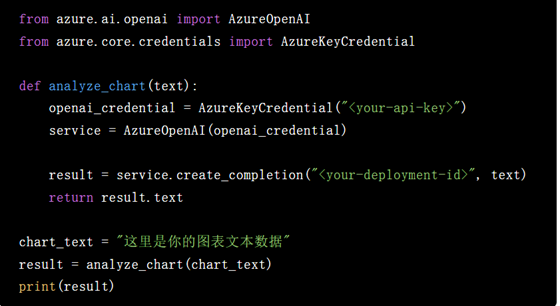 from azure.ai.openai import AzureOpenAI
from azure.core.credentials import AzureKeyCredential

def analyze_chart(text):
    openai_credential = AzureKeyCredential("<your-api-key>")
    service = AzureOpenAI(openai_credential)

    result = service.create_completion("<your-deployment-id>", text)
    return result.text

chart_text = "这里是你的图表文本数据"
result = analyze_chart(chart_text)
print(result)